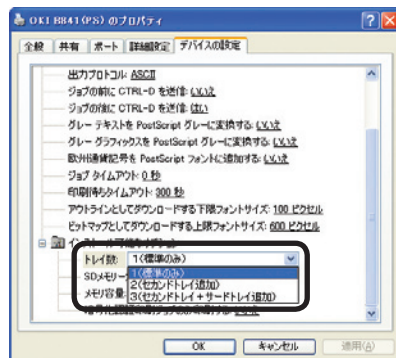 OKI B841(PS) のプロパティ
全般 共有 ポート 詳細設定 デバイスの設定
出力プロトコル: ASCII
ジョブの前に CTRL-D を送信: いいえ
ジョブの後に CTRL-D を送信: はい
グレー テキストを PostScript グレーに変換する: いいえ
グレー グラフィックスを PostScript グレーに変換する: いいえ
欧州通貨記号を PostScript フォントに追加する: いいえ
ジョブ タイムアウト: 0 秒
印刷待ちタイムアウト: 300 秒
アウトラインとしてダウンロードする下限フォントサイズ: 100 ピクセル
ビットマップとしてダウンロードする上限フォントサイズ: 600 ピクセル
インストール可能なオプション
トレイ数: 1(標準のみ)
SDメモリー
1(標準のみ)
2(セカンドトレイ追加)
メモリ容量:
3(セカンドトレイ + サードトレイ追加)
OK キャンセル 適用(A)